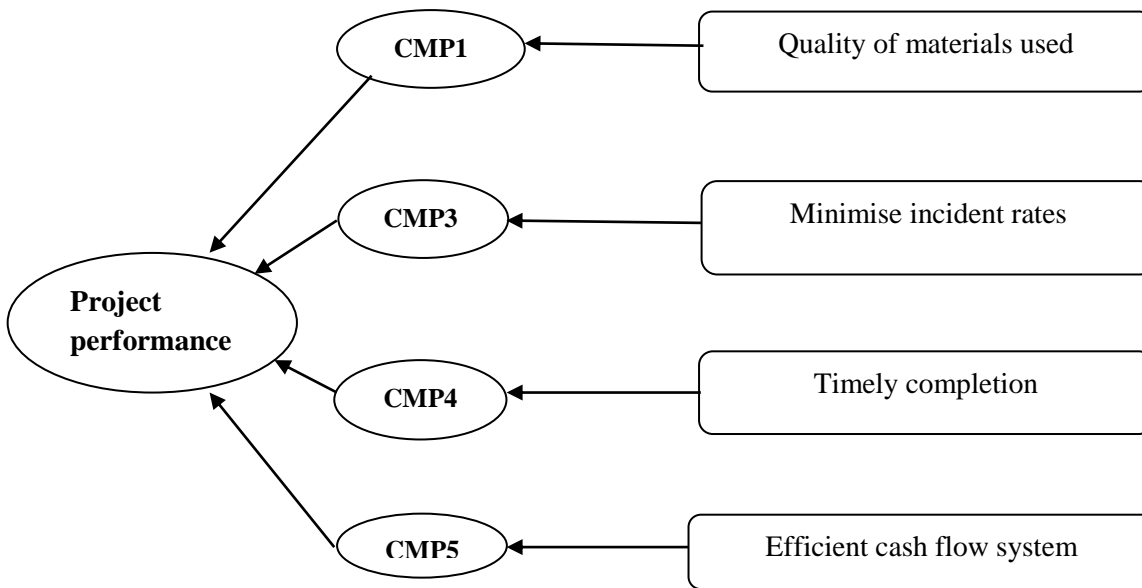 CMP1
Quality of materials used
CMP3
Minimise incident rates
Project
performance
CMP4
Timely completion
CMP5
Efficient cash flow system